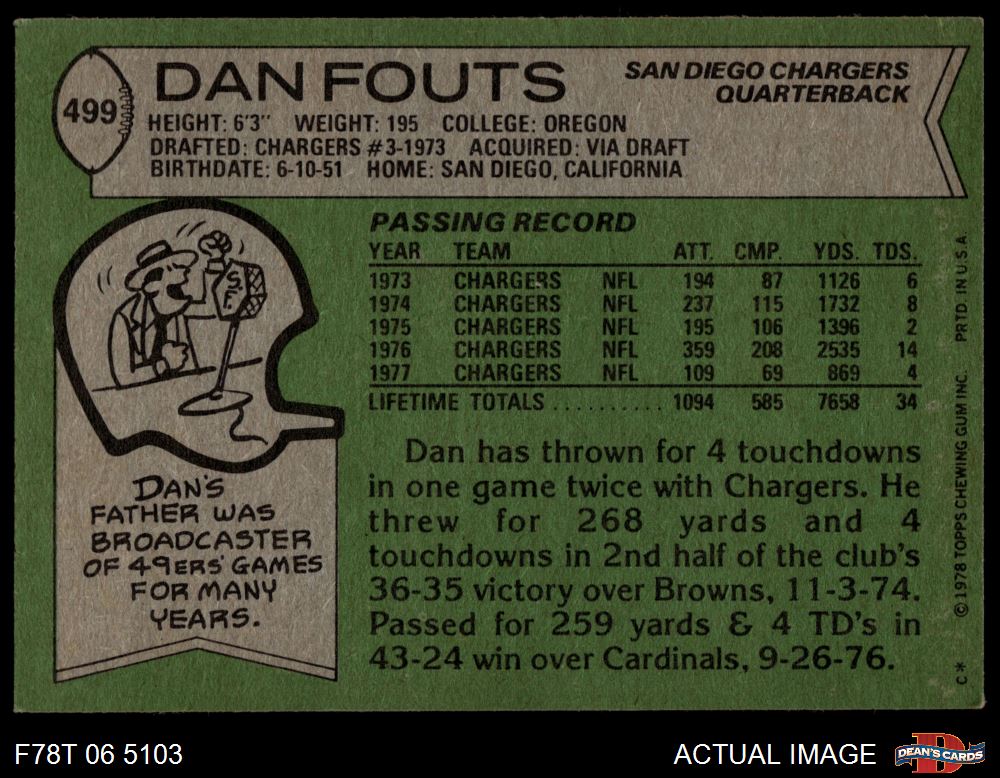 499
DAN FOUTS
SAN DIEGO CHARGERS
QUARTERBACK
HEIGHT: 6'3" WEIGHT: 195 COLLEGE: OREGON
DRAFTED: CHARGERS #3-1973 ACQUIRED: VIA DRAFT
BIRTHDATE: 6-10-51 HOME: SAN DIEGO, CALIFORNIA
S.F.
DAN'S
FATHER WAS
BROADCASTER
OF 49ERS' GAMES
FOR MANY
YEARS.
PASSING RECORD
YEAR TEAM ATT. CMP. YDS. TDS.
1973 CHARGERS NFL 194 87 1126 6
1974 CHARGERS NFL 237 115 1732 8
1975 CHARGERS NFL 195 106 1396 2
1976 CHARGERS NFL 359 208 2535 14
1977 CHARGERS NFL 109 69 869 4
LIFETIME TOTALS .......... 1094 585 7658 34
Dan has thrown for 4 touchdowns
in one game twice with Chargers. He
threw for 268 yards and 4
touchdowns in 2nd half of the club's
36-35 victory over Browns, 11-3-74.
Passed for 259 yards & 4 TD's in
43-24 win over Cardinals, 9-26-76.
C* © 1978 TOPPS CHEWING GUM INC. PRTD. IN U.S.A
F78T 06 5103
ACTUAL IMAGE
D
DEAN'S CARDS